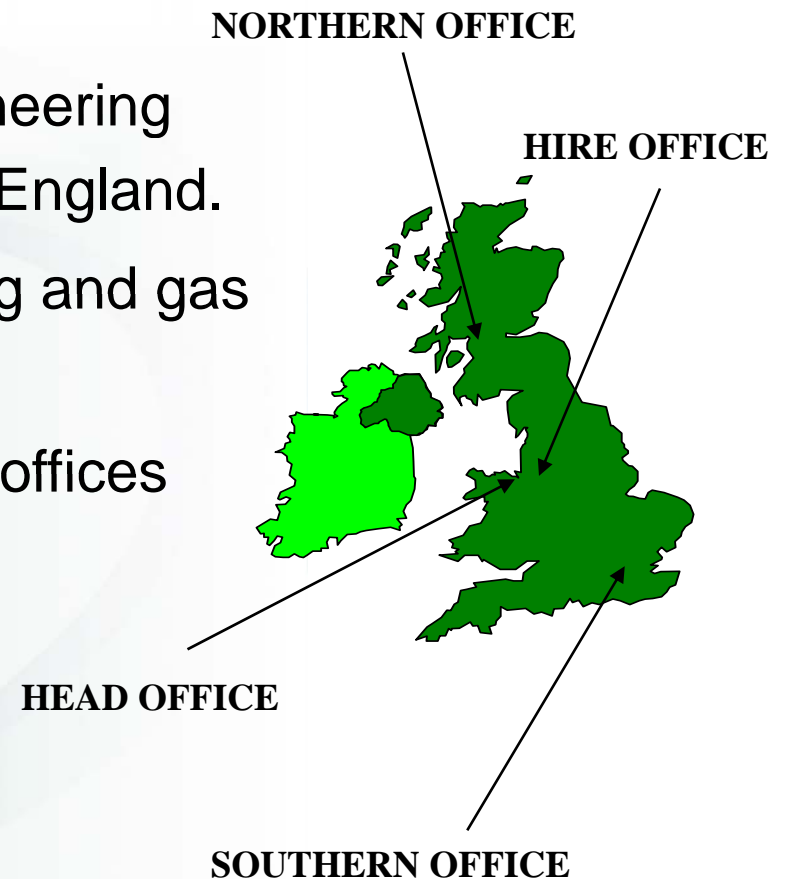 NORTHERN OFFICE
neering
HIRE OFFICE
England.
g and gas
offices
HEAD OFFICE
SOUTHERN OFFICE